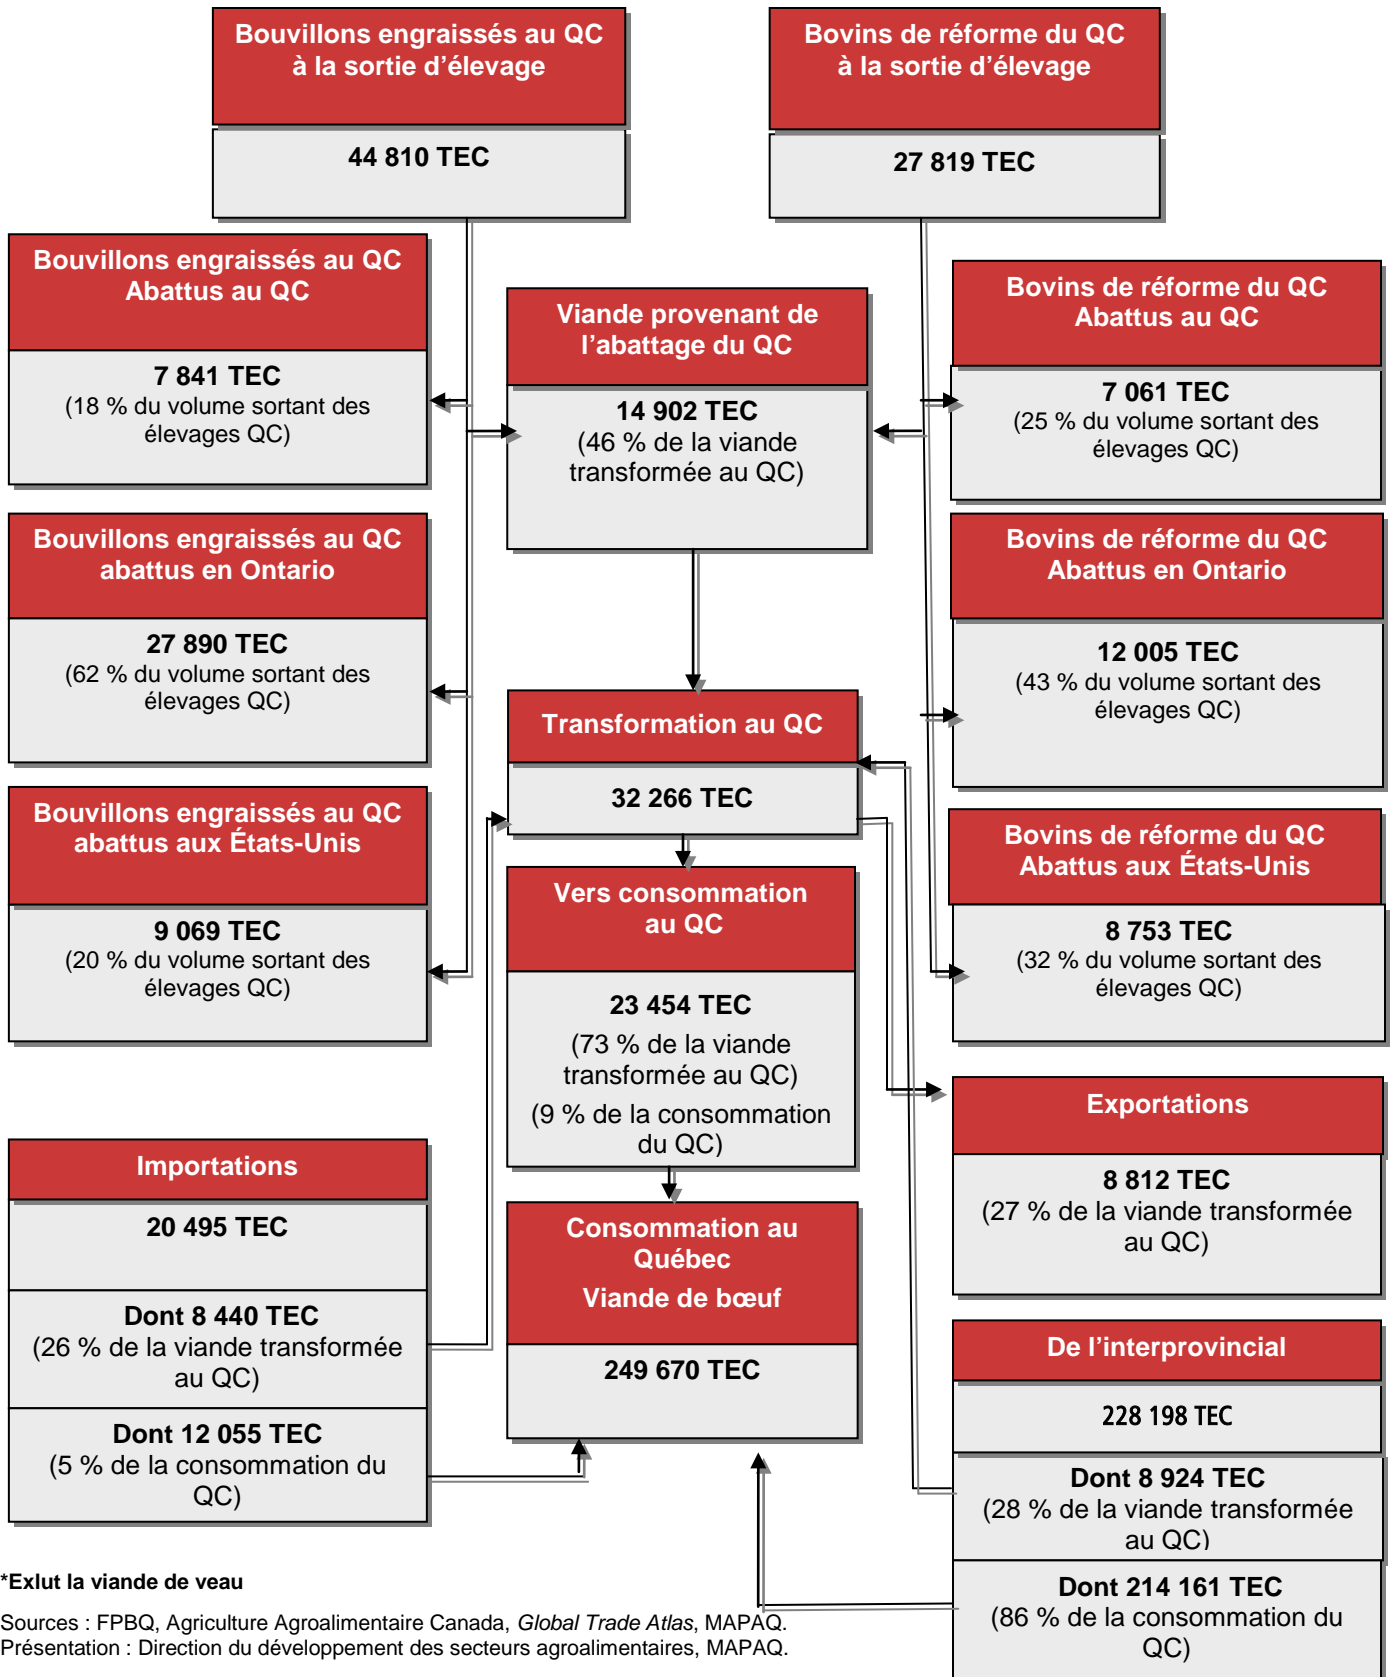 Bouvillons engraissés au QC
à la sortie d'élevage
44 810 TEC
Bovins de réforme du QC
à la sortie d'élevage
27 819 TEC
Bouvillons engraissés au QC
Abattus au QC
7 841 TEC
(18 % du volume sortant des
élevages QC)
Viande provenant de
l'abattage du QC
14 902 TEC
(46 % de la viande
transformée au QC)
Bovins de réforme du QC
Abattus au QC
7 061 TEC
(25 % du volume sortant des
élevages QC)
Bouvillons engraissés au QC
abattus en Ontario
27 890 TEC
(62 % du volume sortant des
élevages QC)
Bovins de réforme du QC
Abattus en Ontario
12 005 TEC
(43 % du volume sortant des
élevages QC)
Transformation au QC
32 266 TEC
Bouvillons engraissés au QC
abattus aux États-Unis
9 069 TEC
(20 % du volume sortant des
élevages QC)
Bovins de réforme du QC
Abattus aux États-Unis
8 753 TEC
(32 % du volume sortant des
élevages QC)
Vers consommation
au QC
23 454 TEC
(73 % de la viande
transformée au QC)
(9 % de la consommation
du QC)
Exportations
8 812 TEC
(27 % de la viande transformée
au QC)
Importations
20 495 TEC
Dont 8 440 TEC
(26 % de la viande transformée
au QC)
Dont 12 055 TEC
(5 % de la consommation du
QC)
Consommation au
Québec
Viande de bœuf
249 670 TEC
De l'interprovincial
228 198 TEC
Dont 8 924 TEC
(28 % de la viande transformée
au QC)
Dont 214 161 TEC
(86 % de la consommation du
QC)
*Exlut la viande de veau
Sources : FPBQ, Agriculture Agroalimentaire Canada, Global Trade Atlas, MAPAQ.
Présentation : Direction du développement des secteurs agroalimentaires, MAPAQ.